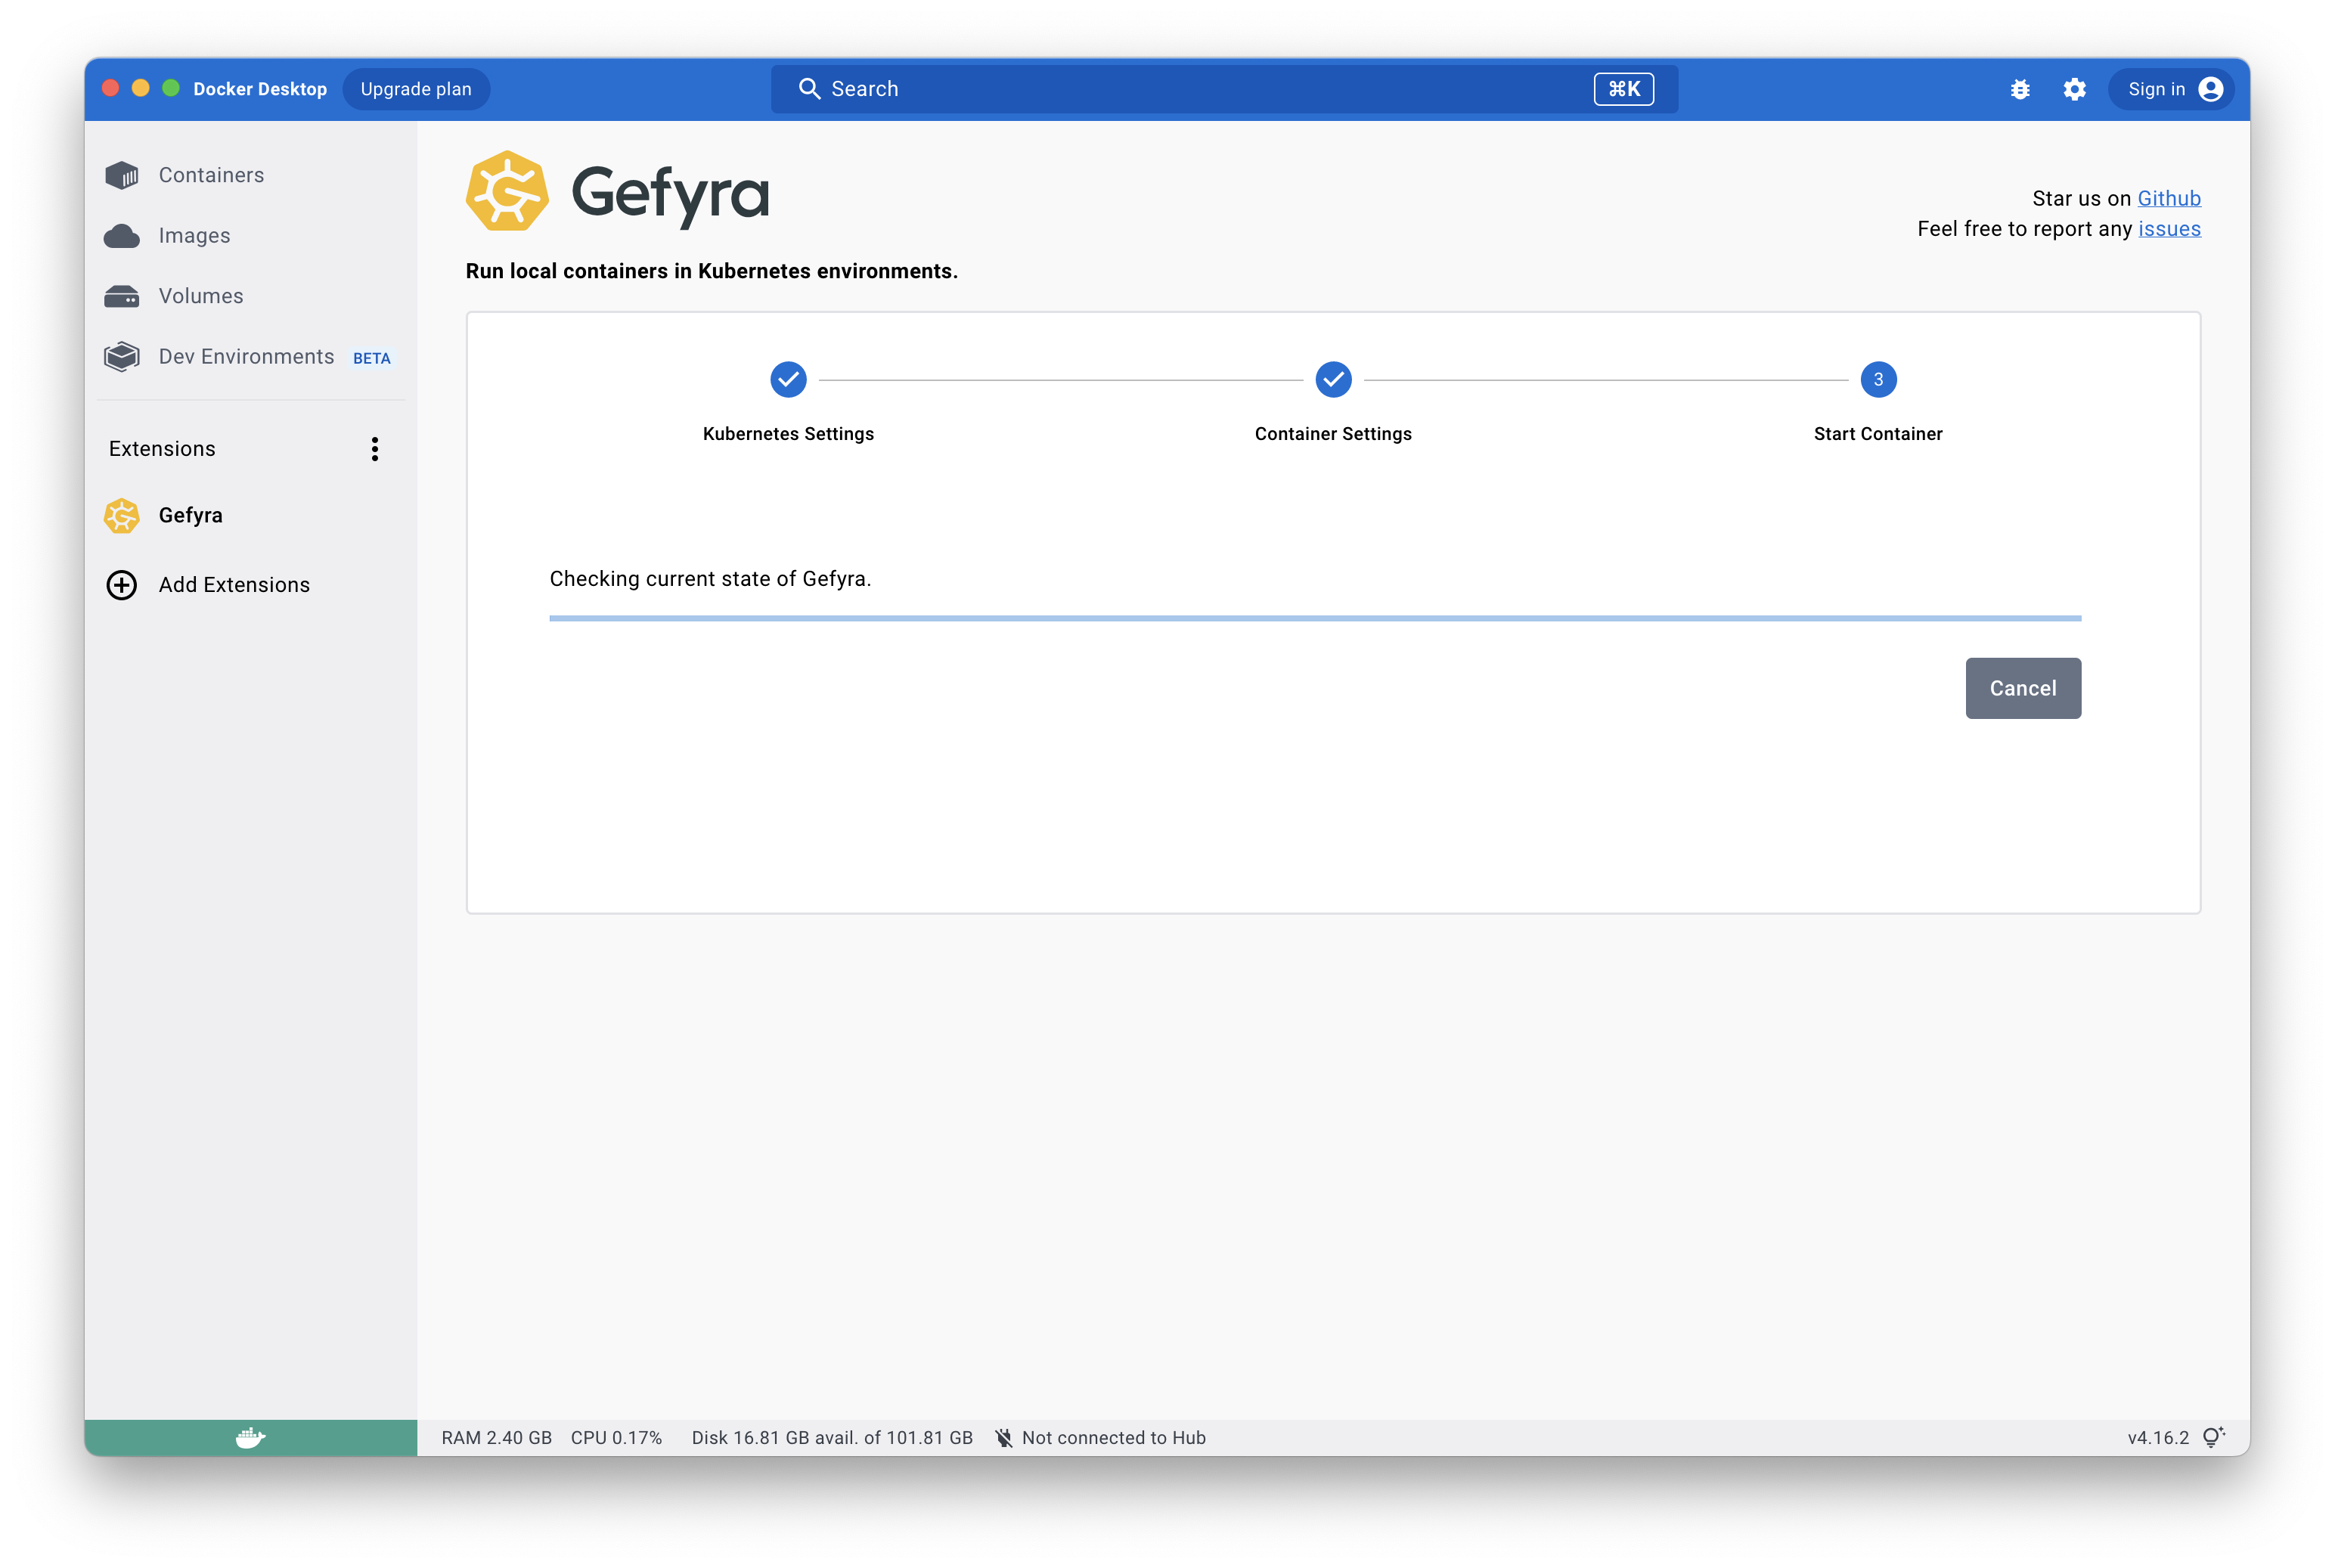 Docker Desktop
Upgrade plan
Search
⌘K
Sign in
Containers
Images
Volumes
Dev Environments BETA
Extensions
Gefyra
Add Extensions
Gefyra
Star us on Github
Feel free to report any issues
Run local containers in Kubernetes environments.
3
Kubernetes Settings
Container Settings
Start Container
Checking current state of Gefyra.
Cancel
RAM 2.40 GB CPU 0.17% Disk 16.81 GB avail. of 101.81 GB Not connected to Hub
v4.16.2